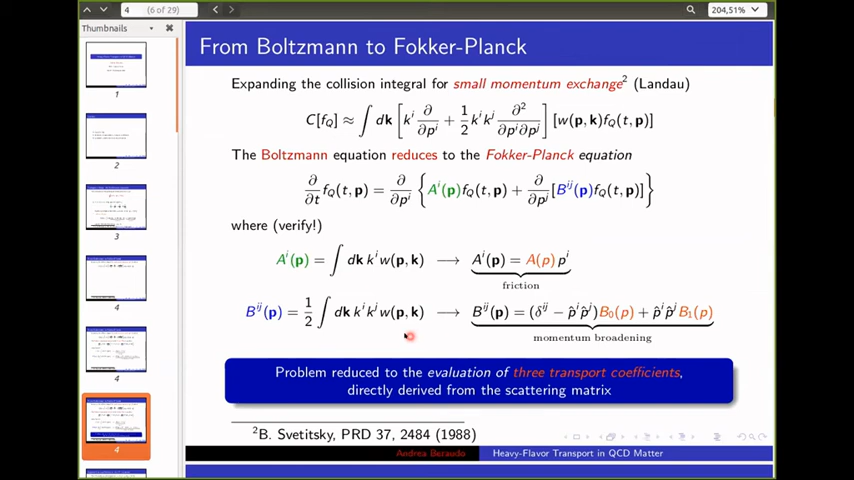 4 (6 of 29) 204,51%
Thumbnails
1
2
3
4
4
4
From Boltzmann to Fokker-Planck
Expanding the collision integral for small momentum exchange² (Landau)
C[f_Q] ≈ ∫ dk [ k^i ∂/∂p^i + 1/2 k^i k^j ∂²/∂p^i∂p^j ] [w(p,k)f_Q(t,p)]
The Boltzmann equation reduces to the Fokker-Planck equation
∂/∂t f_Q(t,p) = ∂/∂p^i { A^i(p)f_Q(t,p) + ∂/∂p^j [B^ij(p)f_Q(t,p)] }
where (verify!)
A^i(p) = ∫ dk k^i w(p,k) → A^i(p) = A(p) p^i
friction
B^ij(p) = 1/2 ∫ dk k^i k^j w(p,k) → B^ij(p) = (δ^ij − p̂^i p̂^j)B₀(p) + p̂^i p̂^j B₁(p)
momentum broadening
Problem reduced to the evaluation of three transport coefficients,
directly derived from the scattering matrix
²B. Svetitsky, PRD 37, 2484 (1988)
Andrea Beraudo Heavy-Flavor Transport in QCD Matter